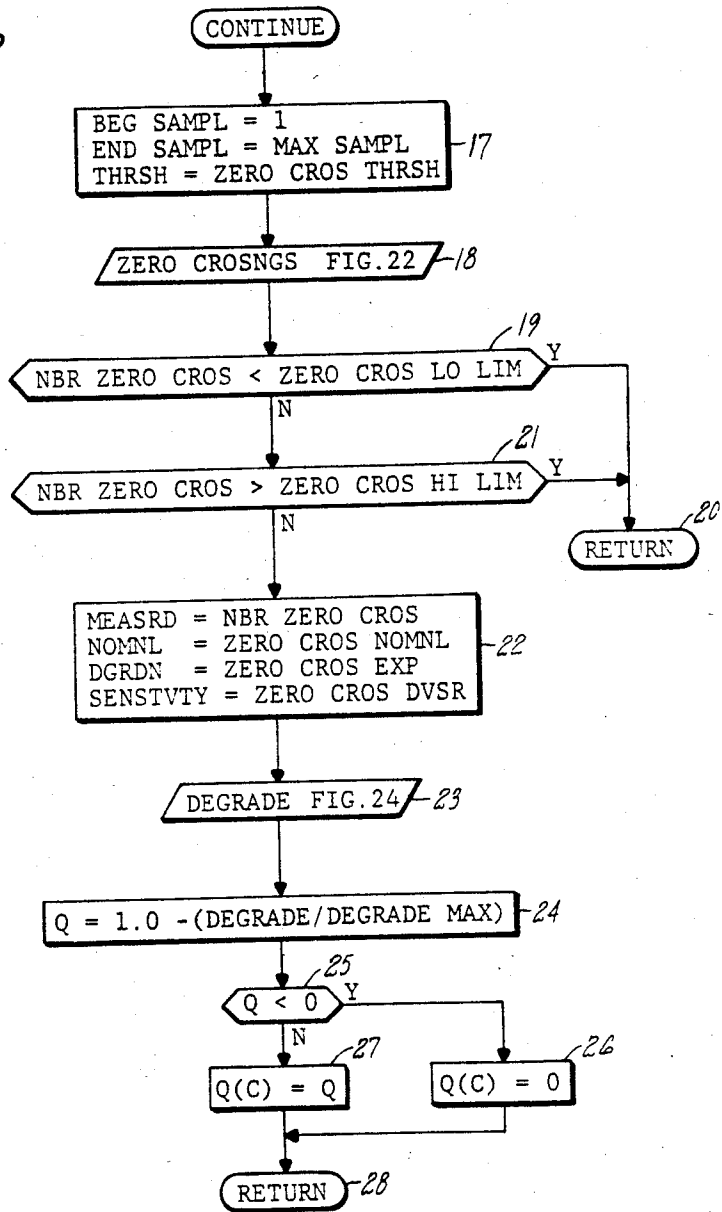 CONTINUE
BEG SAMPL = 1
END SAMPL = MAX SAMPL
THRSH = ZERO CROS THRSH
17
ZERO CROSNGS FIG.22
18
19
NBR ZERO CROS < ZERO CROS LO LIM
Y
N
21
NBR ZERO CROS > ZERO CROS HI LIM
Y
N
20
RETURN
MEASRD = NBR ZERO CROS
NOMNL = ZERO CROS NOMNL
DGRDN = ZERO CROS EXP
SENSTVTY = ZERO CROS DVSR
22
DEGRADE FIG.24
23
Q = 1.0 -(DEGRADE/DEGRADE MAX)
24
25
Q < 0
Y
N
27
26
Q(C) = Q
Q(C) = 0
RETURN
28